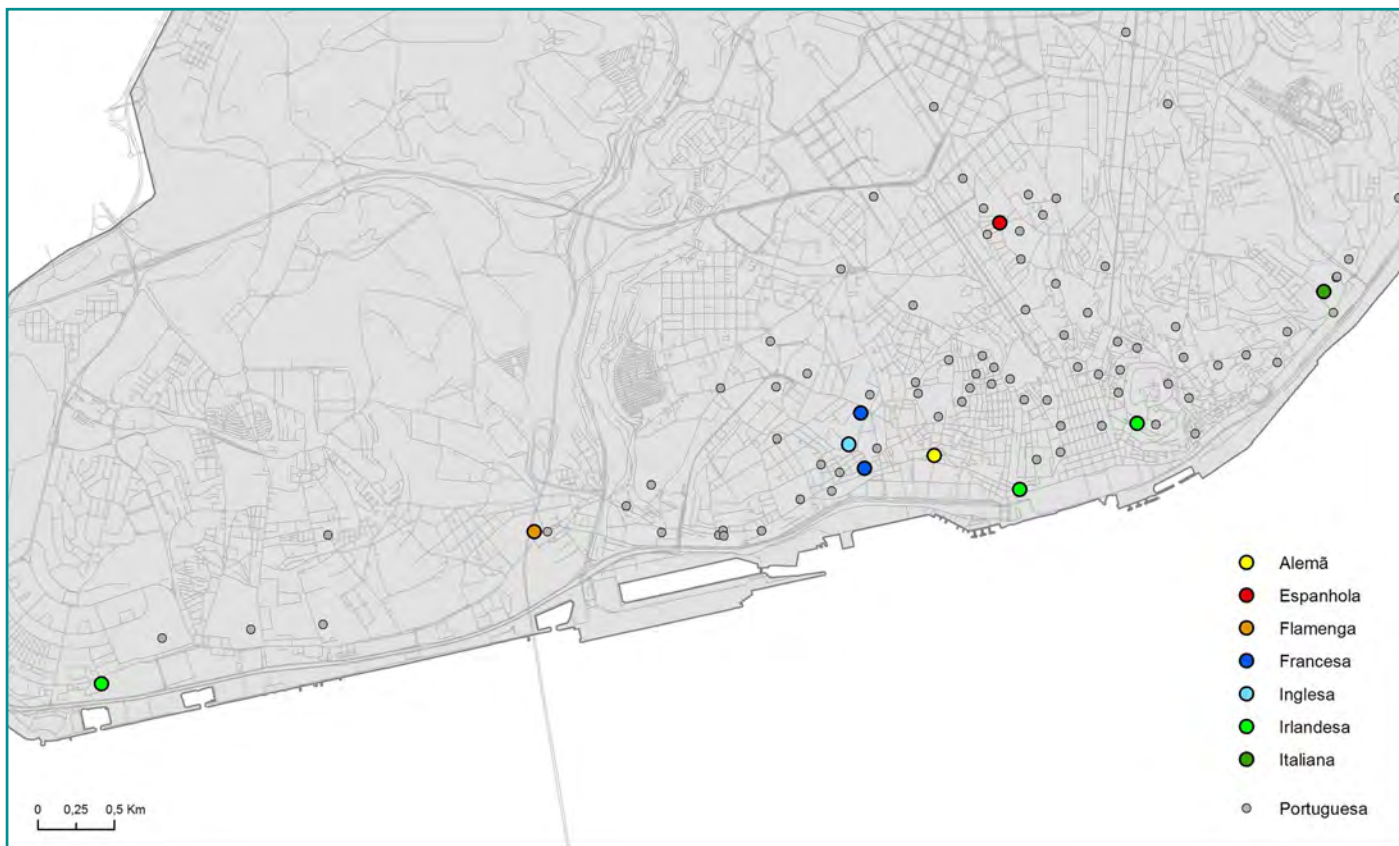 Alemã
Espanhola
Flamenga
Francesa
Inglesa
Irlandesa
Italiana
Portuguesa
0 0,25 0,5 Km